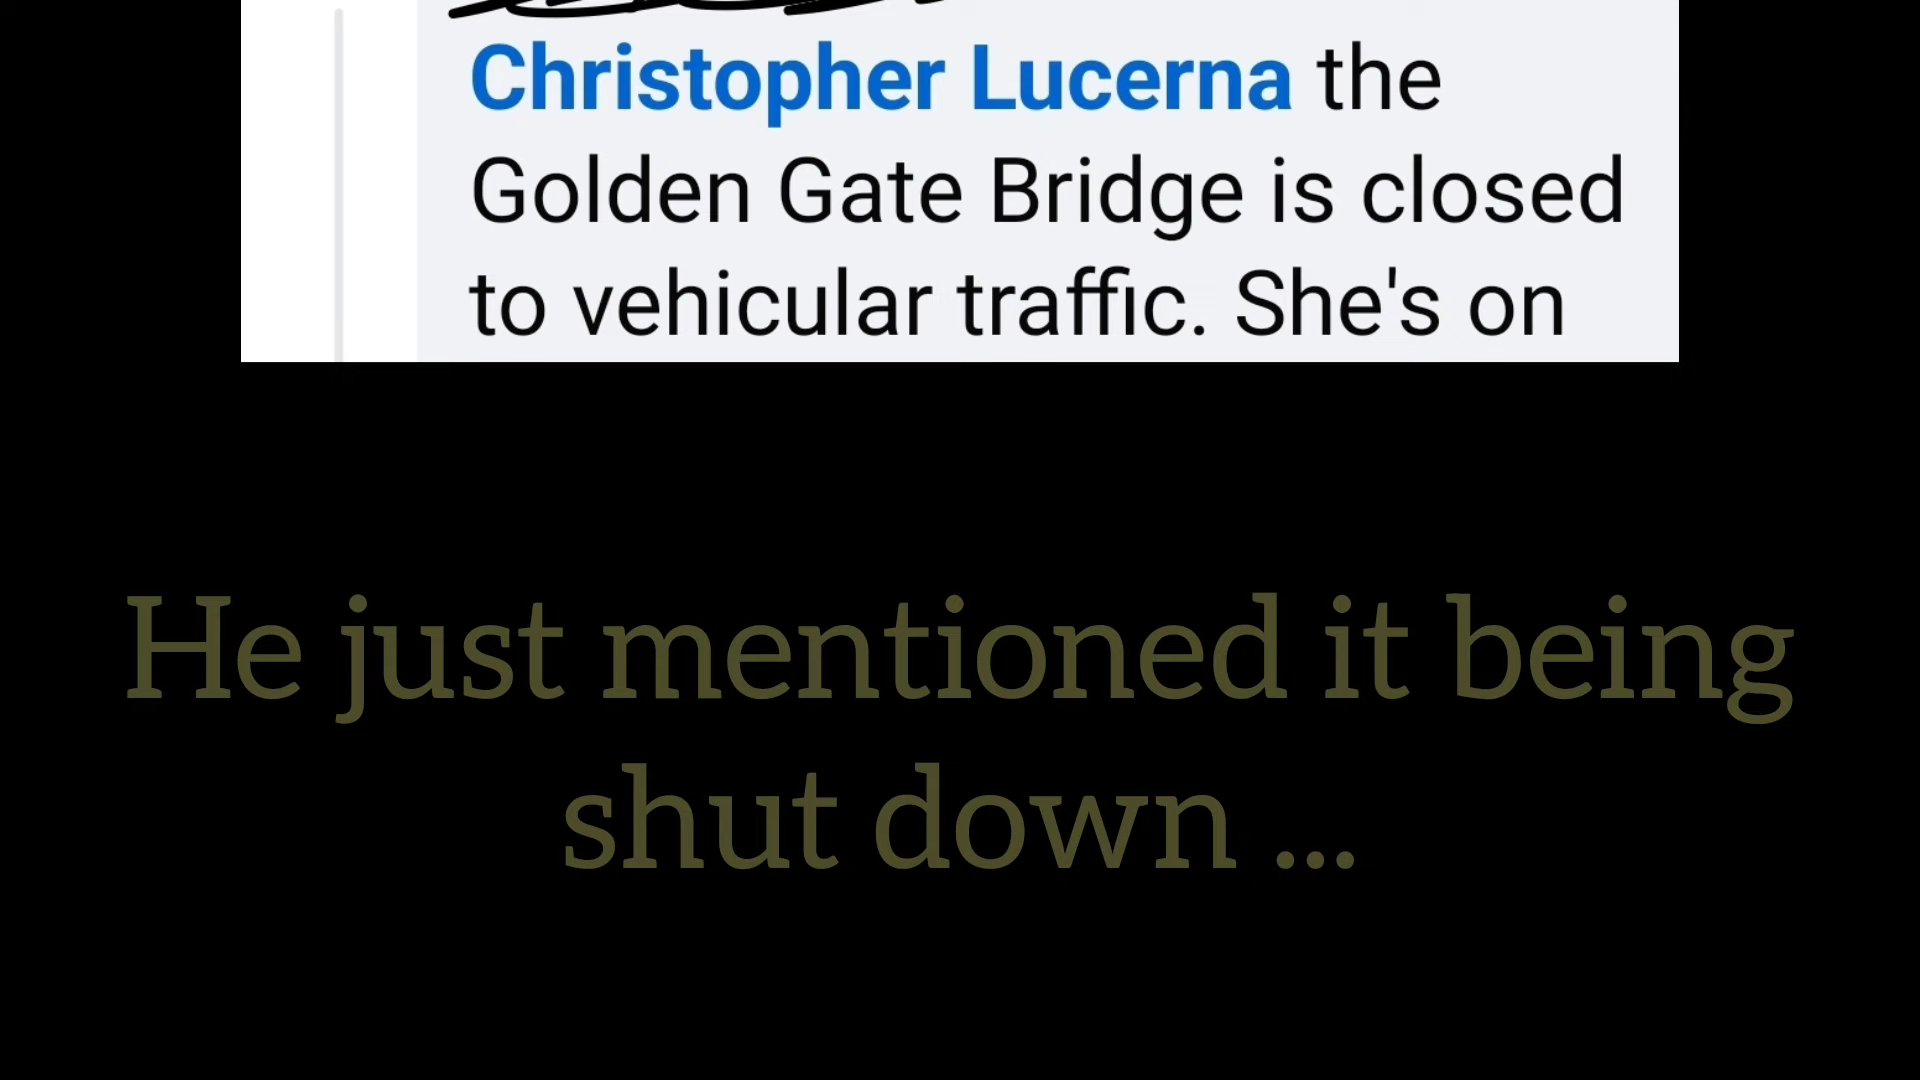 Christopher Lucerna the
Golden Gate Bridge is closed
to vehicular traffic. She's on
He just mentioned it being
shut down ...